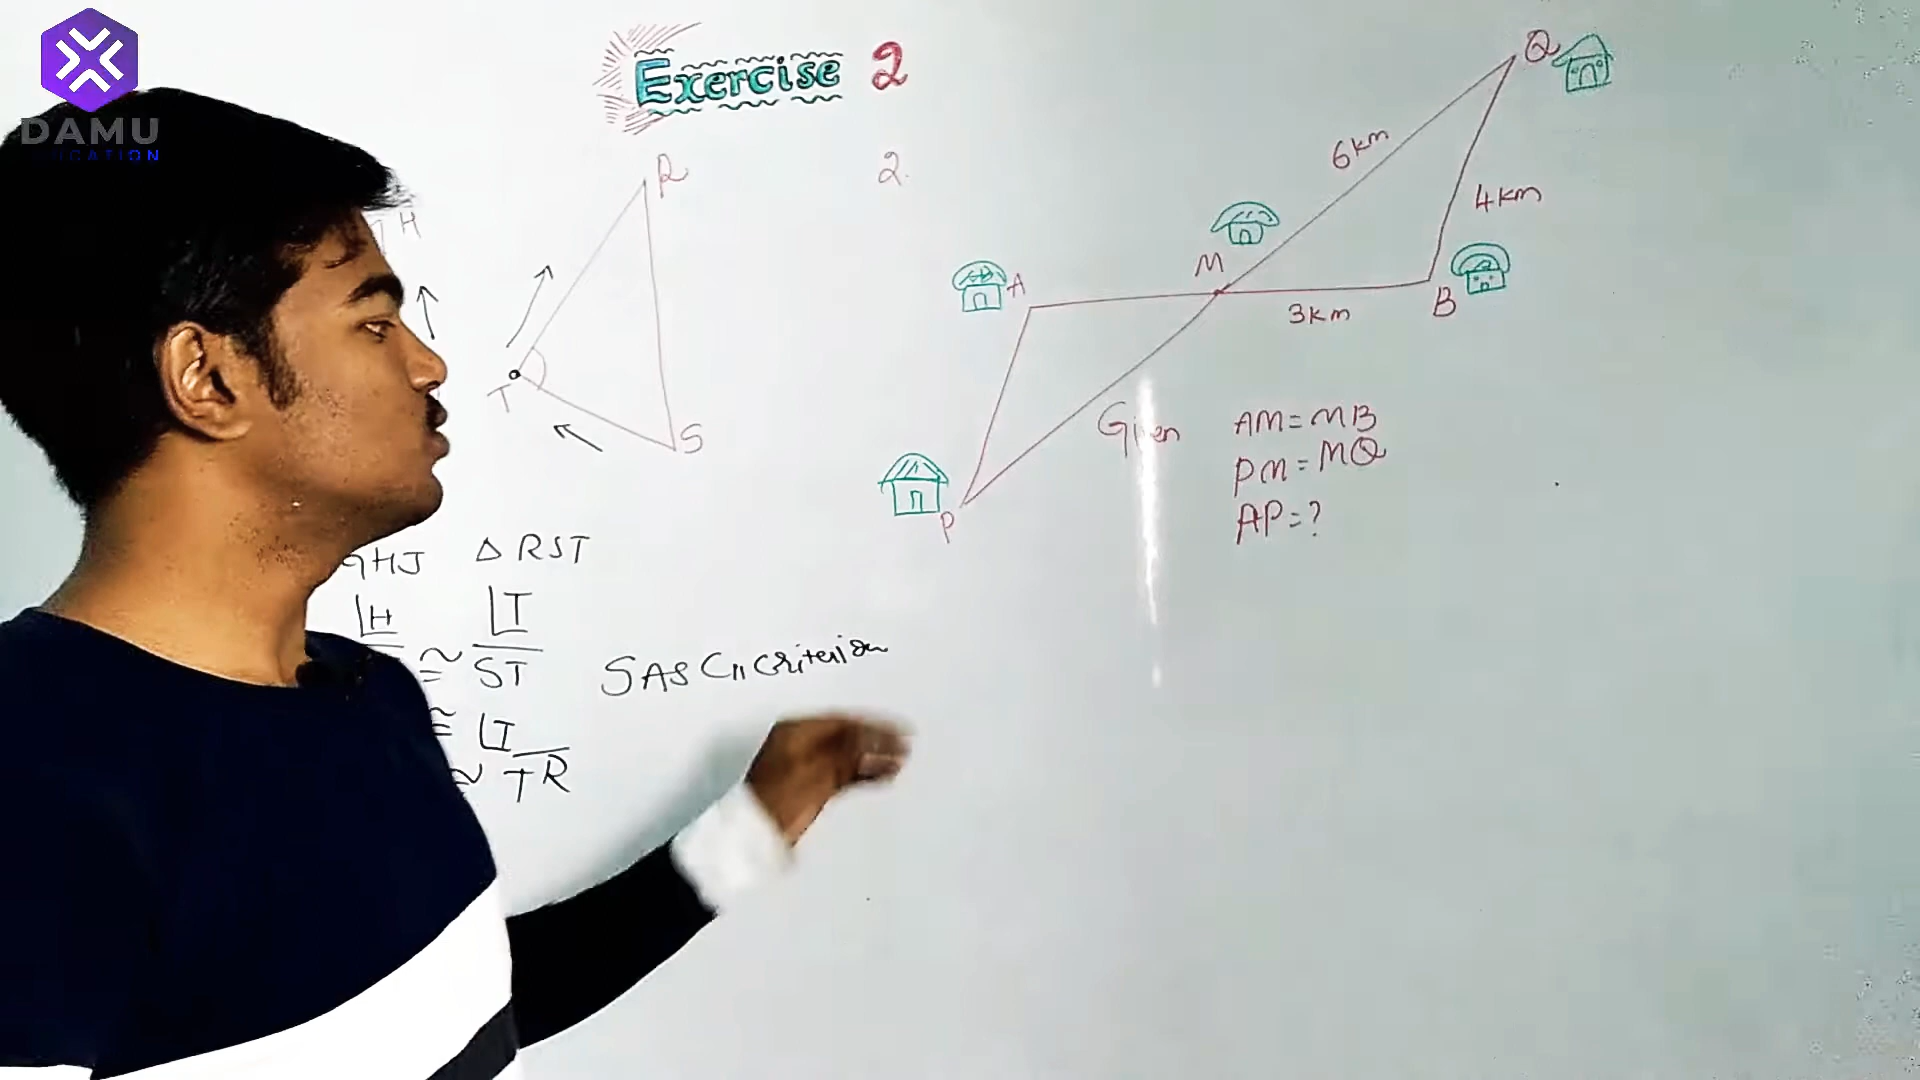 DAMU
Exercise 2
R
2.
H
T
S
Q
6km
4km
M
A
3km
B
P
Given AM=MB
PM=MQ
AP=?
GHJ △RST
∠H ∠T
≅ ST
SAS Cn Criterion
≅ ∠T
≅ TR